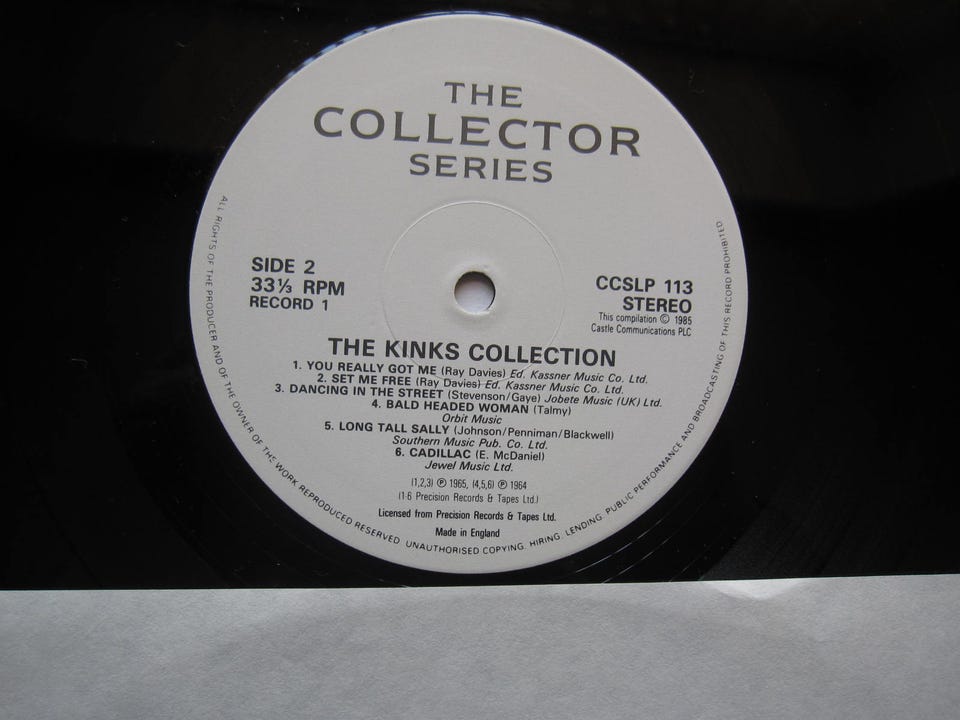 THE
COLLECTOR
SERIES
SIDE 2
33⅓ RPM
RECORD 1
CCSLP 113
STEREO
This compilation © 1985
Castle Communications PLC
THE KINKS COLLECTION
1. YOU REALLY GOT ME (Ray Davies) Ed. Kassner Music Co. Ltd.
2. SET ME FREE (Ray Davies) Ed. Kassner Music Co. Ltd.
3. DANCING IN THE STREET (Stevenson/Gaye) Jobete Music (UK) Ltd.
4. BALD HEADED WOMAN (Talmy)
Orbit Music
5. LONG TALL SALLY (Johnson/Penniman/Blackwell)
Southern Music Pub. Co. Ltd.
6. CADILLAC (E. McDaniel)
Jewel Music Ltd.
(1,2,3) ℗ 1965, (4,5,6) ℗ 1964
(1-6 Precision Records & Tapes Ltd.)
Licensed from Precision Records & Tapes Ltd.
Made in England
ALL RIGHTS OF THE PRODUCER AND OF THE OWNER OF THE WORK REPRODUCED RESERVED. UNAUTHORISED COPYING. HIRING. LENDING. PUBLIC PERFORMANCE AND BROADCASTING OF THIS RECORD PROHIBITED